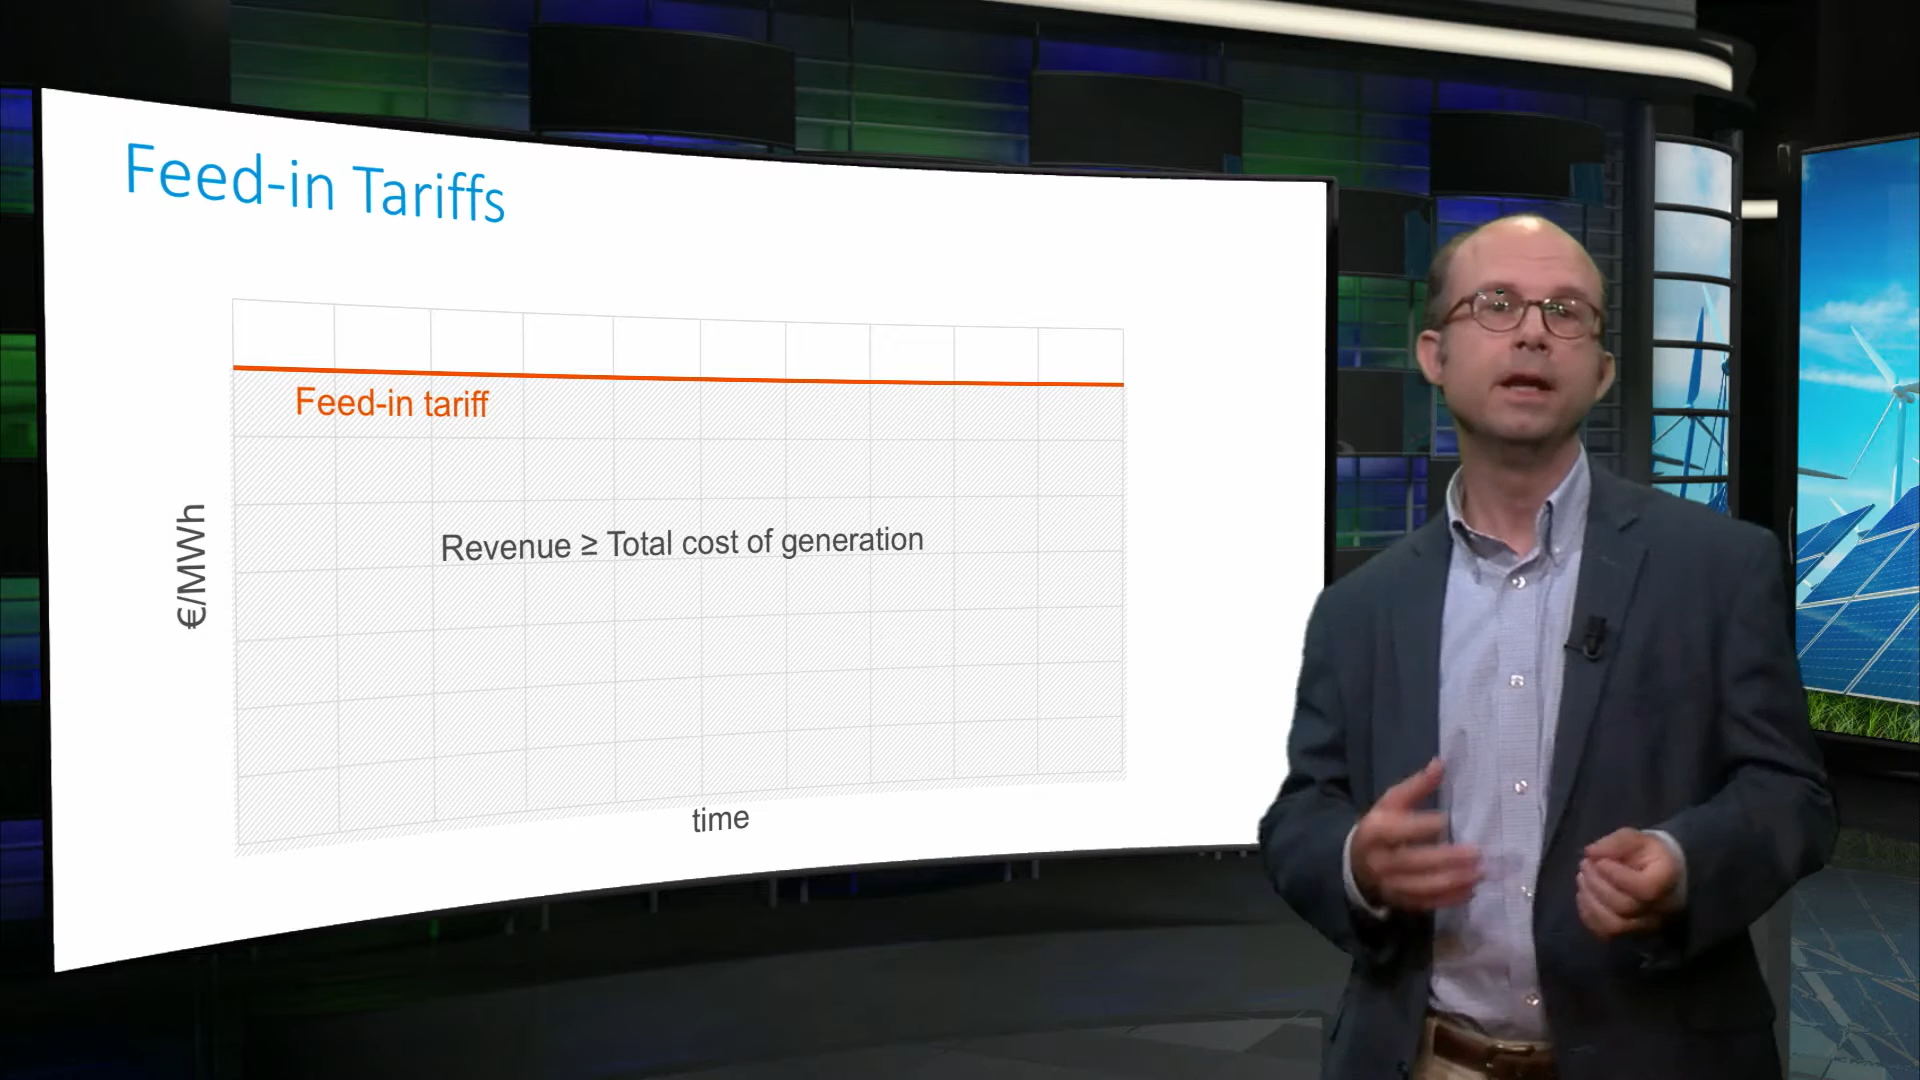 Feed-in Tariffs
Feed-in tariff
€/MWh
Revenue ≥ Total cost of generation
time